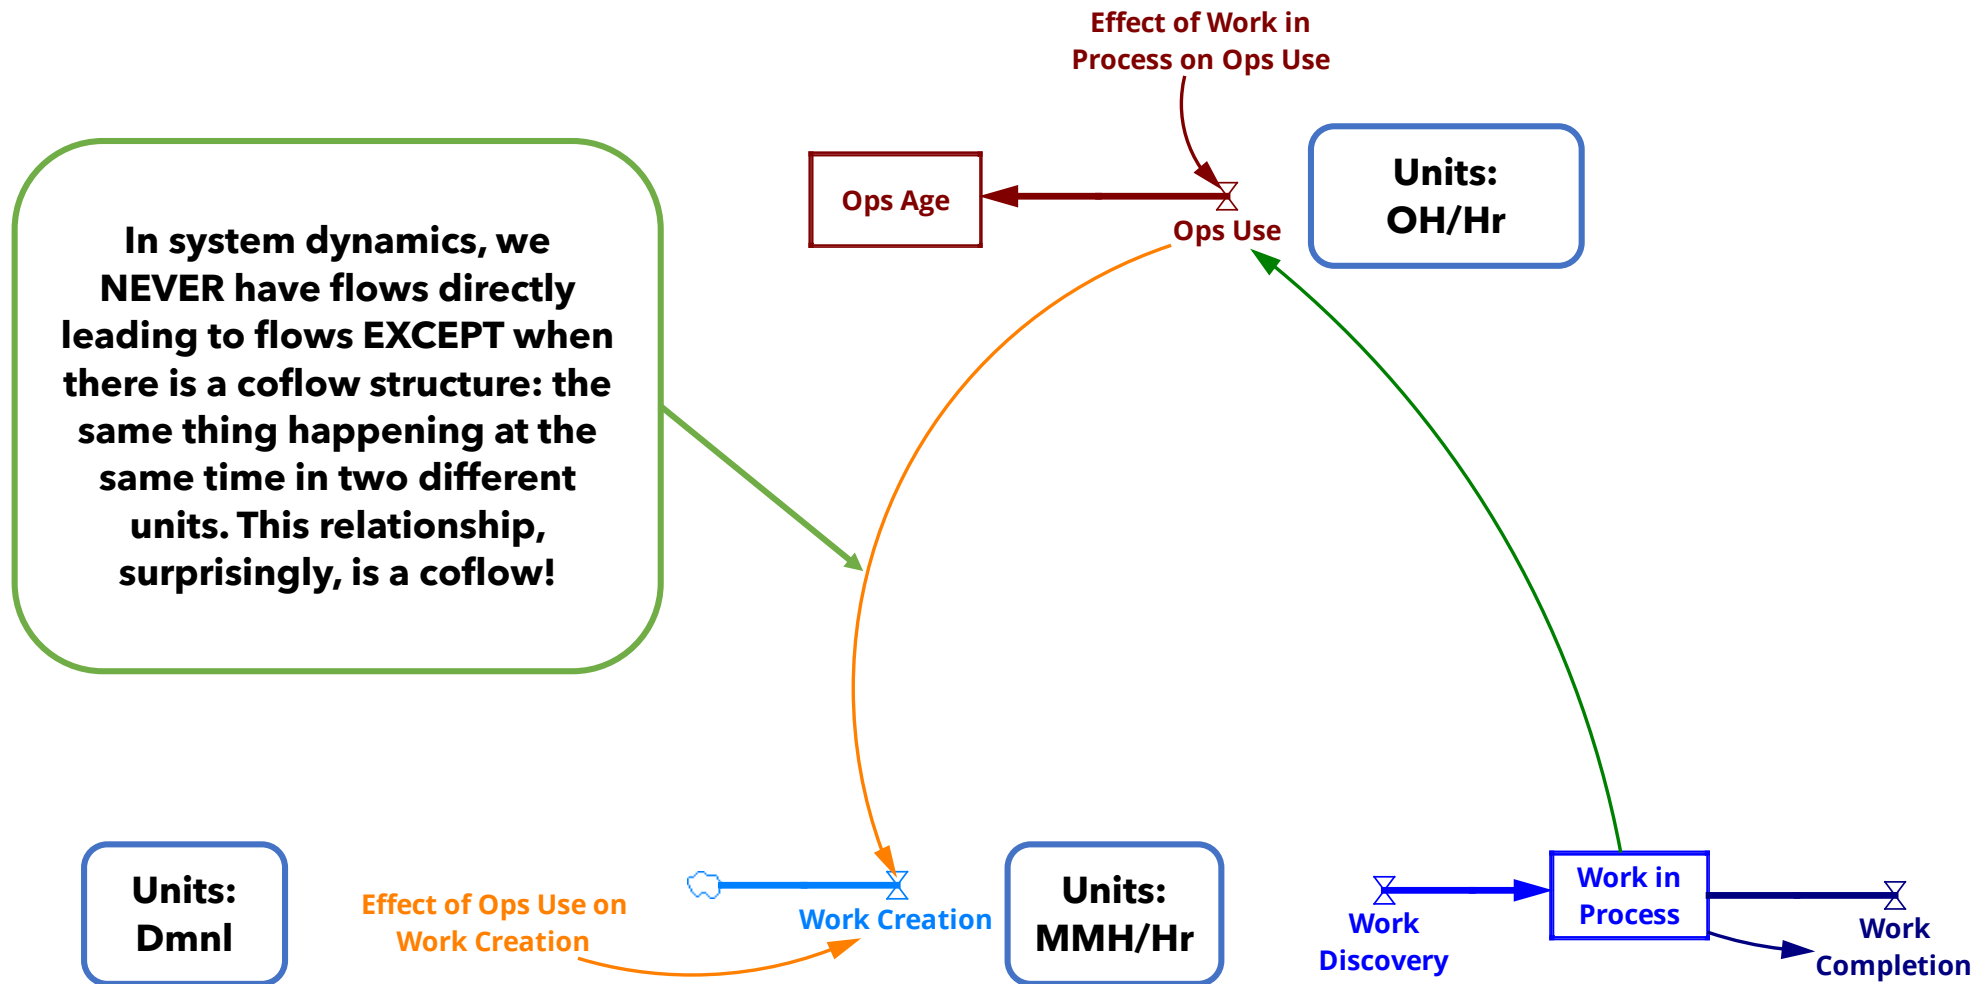 Effect of Work in
Process on Ops Use
Ops Age
Ops Use
Units:
OH/Hr
In system dynamics, we
NEVER have flows directly
leading to flows EXCEPT when
there is a coflow structure: the
same thing happening at the
same time in two different
units. This relationship,
surprisingly, is a coflow!
Units:
Dmnl
Effect of Ops Use on
Work Creation
Work Creation
Units:
MMH/Hr
Work
Discovery
Work in
Process
Work
Completion